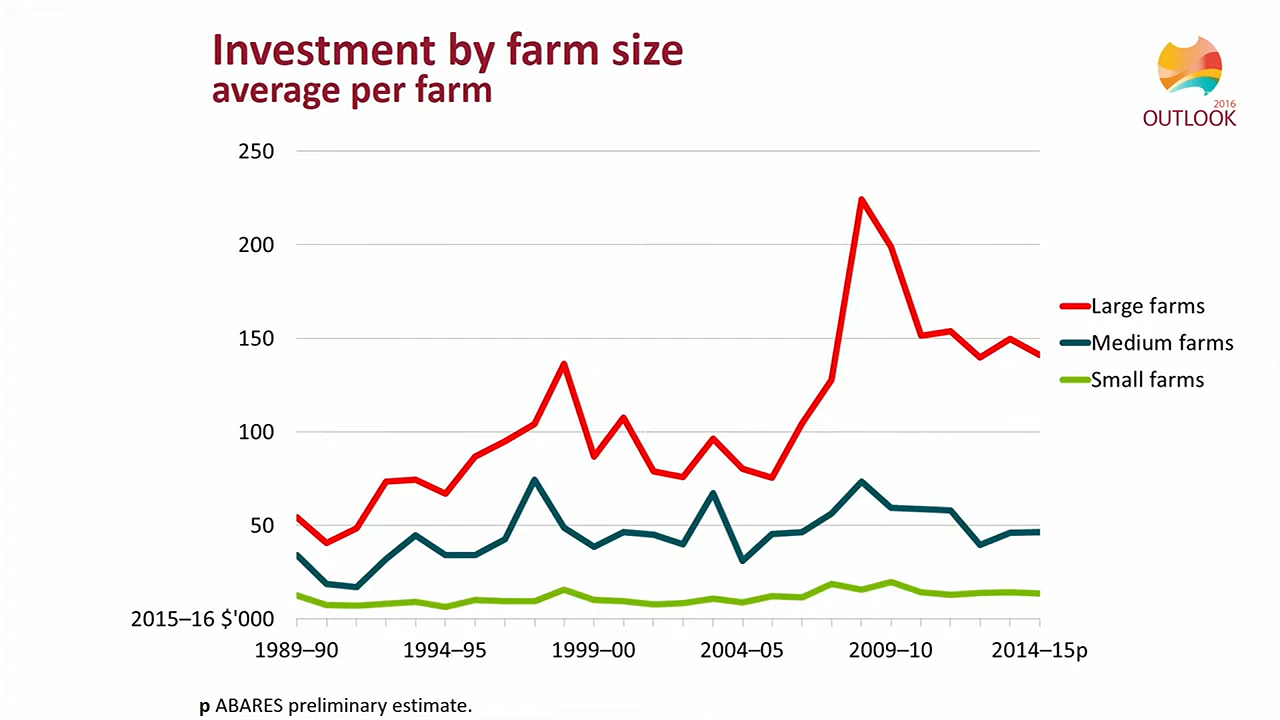 Investment by farm size
average per farm
2016
OUTLOOK
250
200
150
100
50
2015–16 $'000
1989–90 1994–95 1999–00 2004–05 2009–10 2014–15p
Large farms
Medium farms
Small farms
p ABARES preliminary estimate.